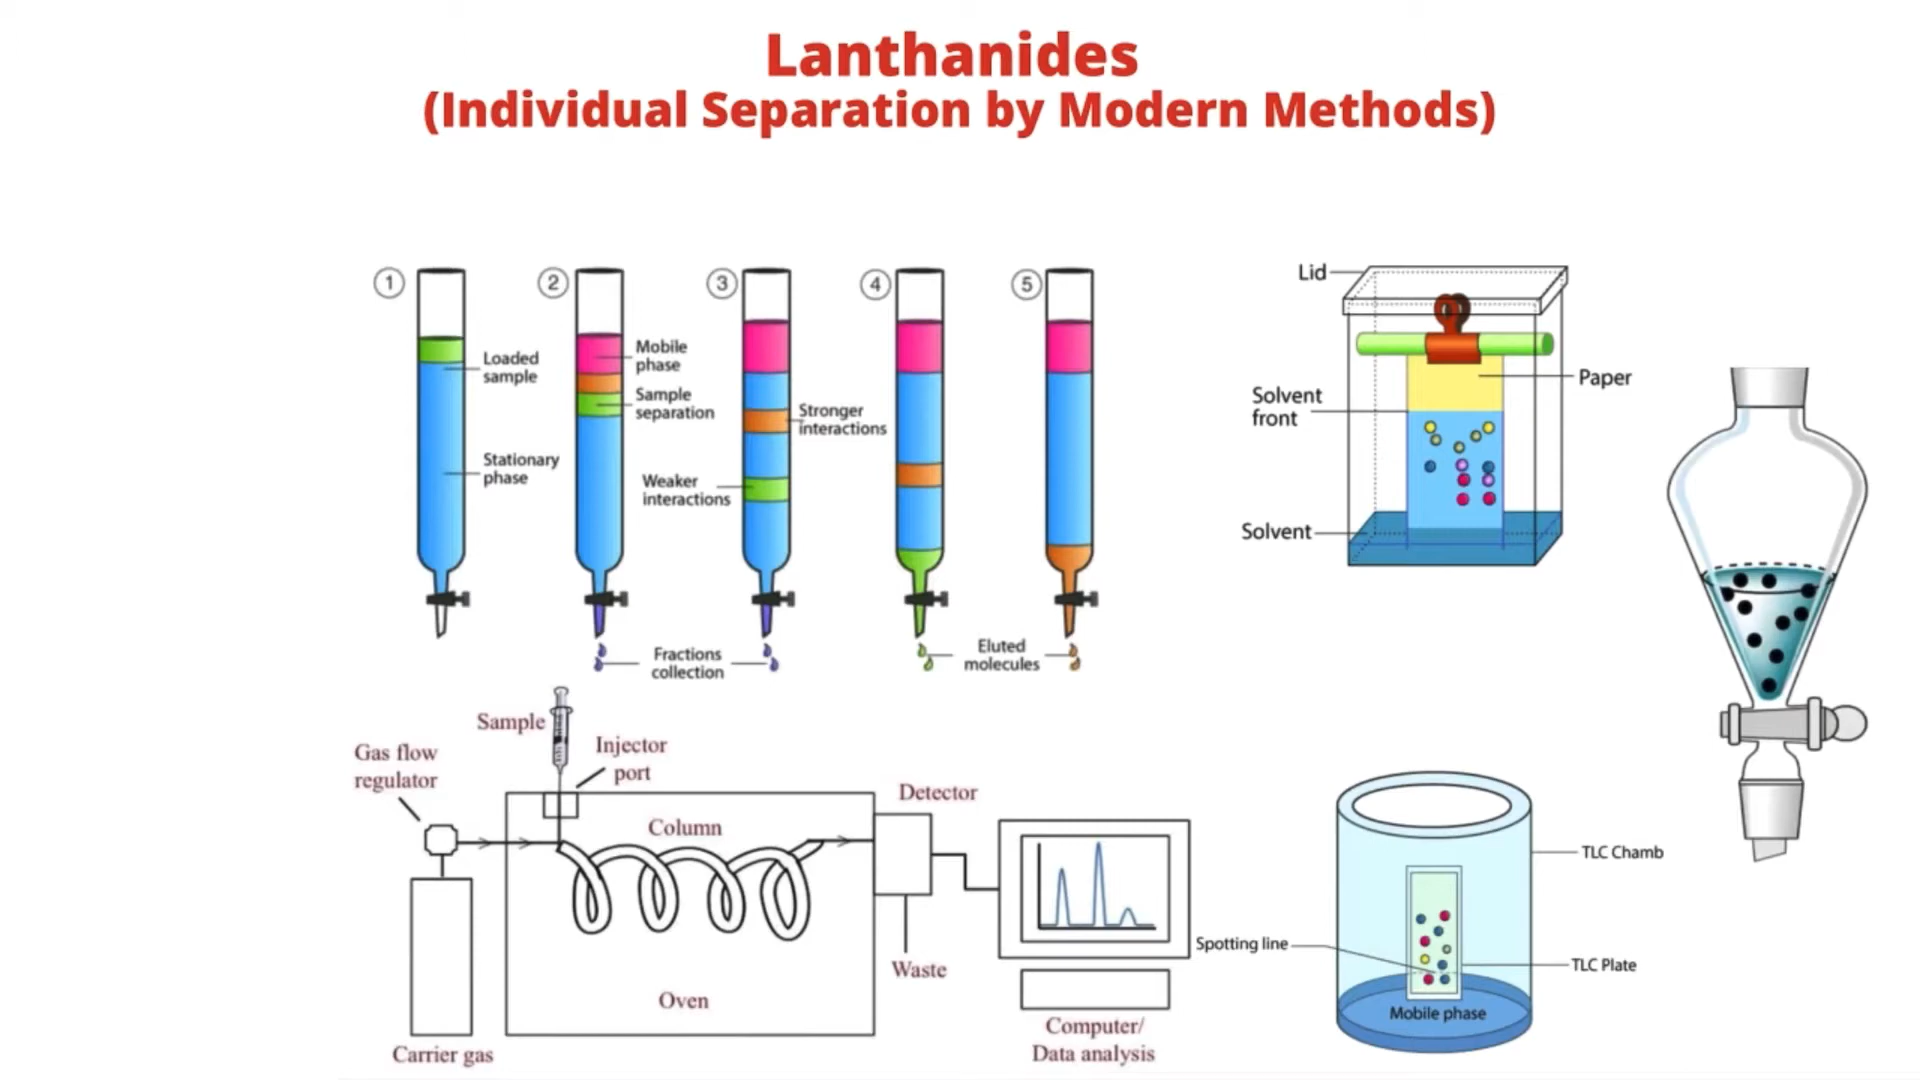 Lanthanides
(Individual Separation by Modern Methods)
1
2
3
4
5
Loaded
sample
Stationary
phase
Mobile
phase
Sample
separation
Stronger
interactions
Weaker
interactions
Fractions
collection
Eluted
molecules
Lid
Paper
Solvent
front
Solvent
Sample
Injector
port
Gas flow
regulator
Column
Detector
Waste
Oven
Carrier gas
Computer/
Data analysis
TLC Chamb
Spotting line
TLC Plate
Mobile phase